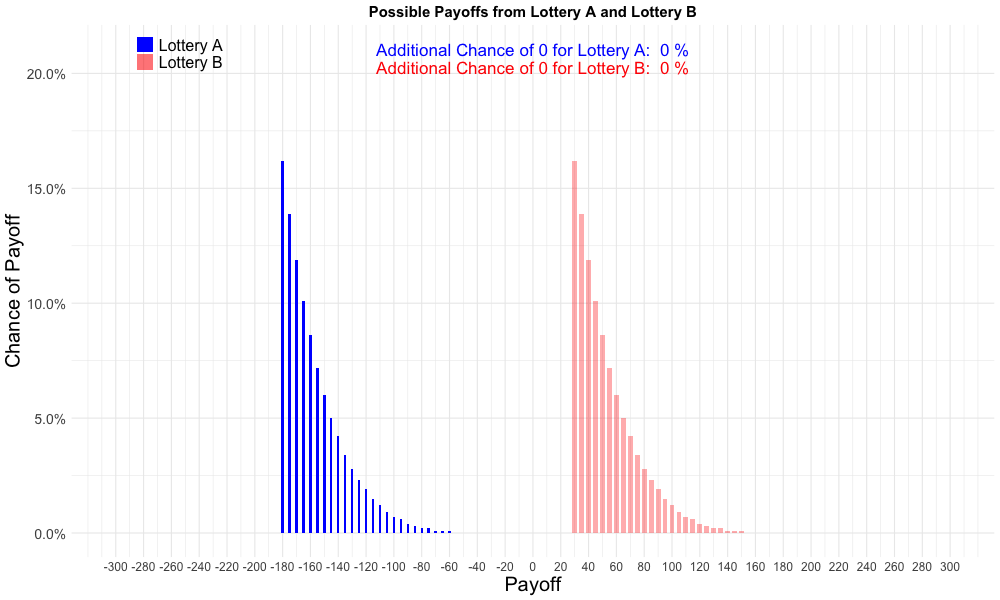 Possible Payoffs from Lottery A and Lottery B
Lottery A
Lottery B
Additional Chance of 0 for Lottery A:  0 %
Additional Chance of 0 for Lottery B:  0 %
Chance of Payoff
20.0%
15.0%
10.0%
5.0%
0.0%
-300 -280 -260 -240 -220 -200 -180 -160 -140 -120 -100 -80 -60 -40 -20 0 20 40 60 80 100 120 140 160 180 200 220 240 260 280 300
Payoff